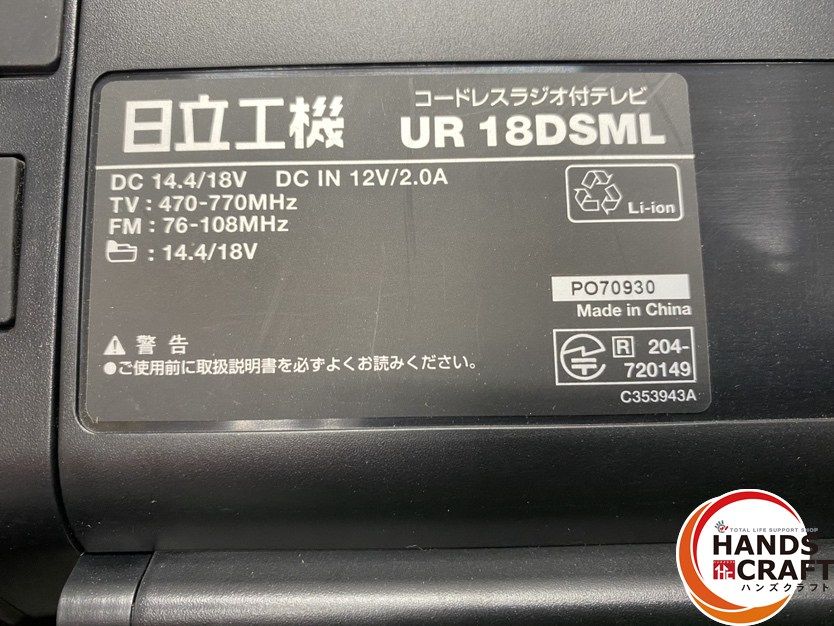 日立工機
コードレスラジオ付テレビ
UR 18DSML
DC 14.4/18V DC IN 12V/2.0A
TV : 470-770MHz
FM : 76-108MHz
: 14.4/18V
Li-ion
PO70930
Made in China
警告
●ご使用前に取扱説明書を必ずよくお読みください。
R 204-
720149
C353943A
TOTAL LIFE SUPPORT SHOP
HANDS
CRAFT
ハンズクラフト